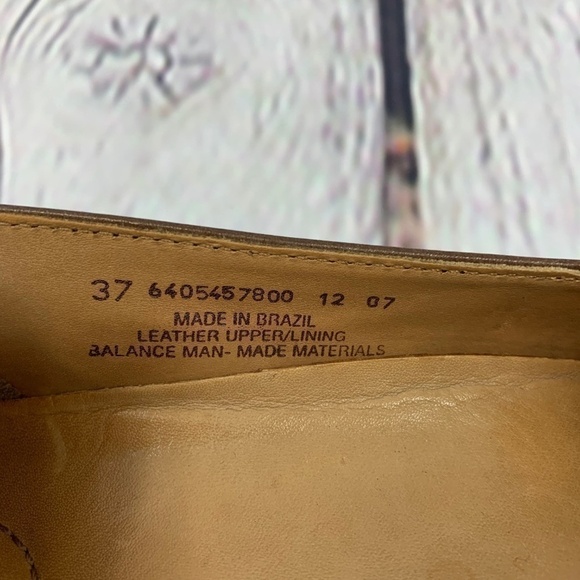 37 6405457800 12 07
MADE IN BRAZIL
LEATHER UPPER/LINING
BALANCE MAN- MADE MATERIALS